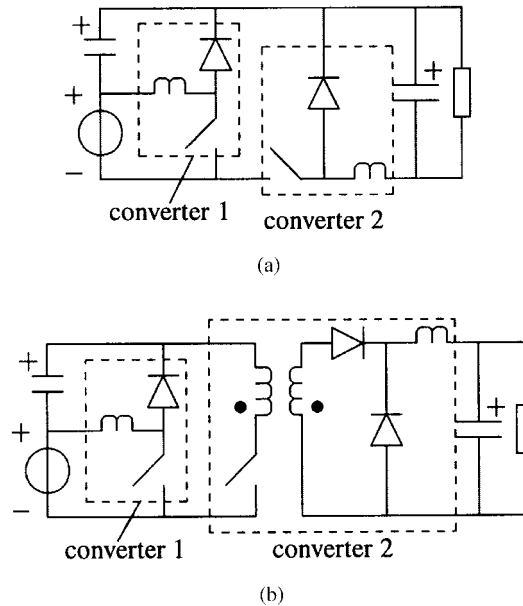 +
+
−
+
converter 1
converter 2
(a)
+
+
−
+
converter 1
converter 2
(b)